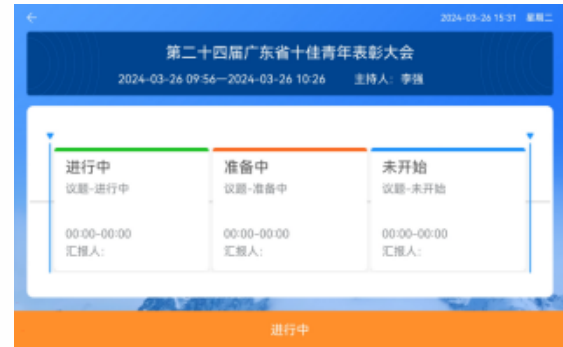 2024-03-26 15:31 星期二
第二十四届广东省十佳青年表彰大会
2024-03-26 09:56—2024-03-26 10:26 主持人：李强
进行中 准备中 未开始
议题-进行中 议题-准备中 议题-未开始
00:00-00:00 00:00-00:00 00:00-00:00
汇报人： 汇报人： 汇报人：
进行中